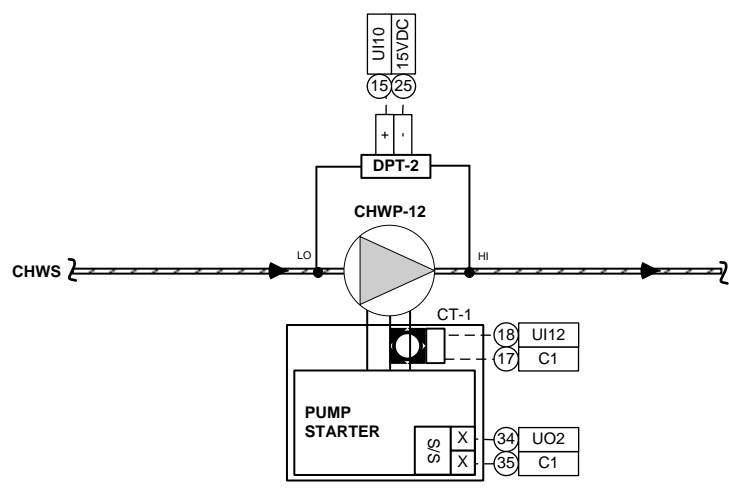 UI10
15VDC
15
25
+
-
DPT-2
CHWP-12
LO
HI
CHWS
CT-1
18
UI12
17
C1
PUMP
STARTER
S/S
X
34
UO2
X
35
C1